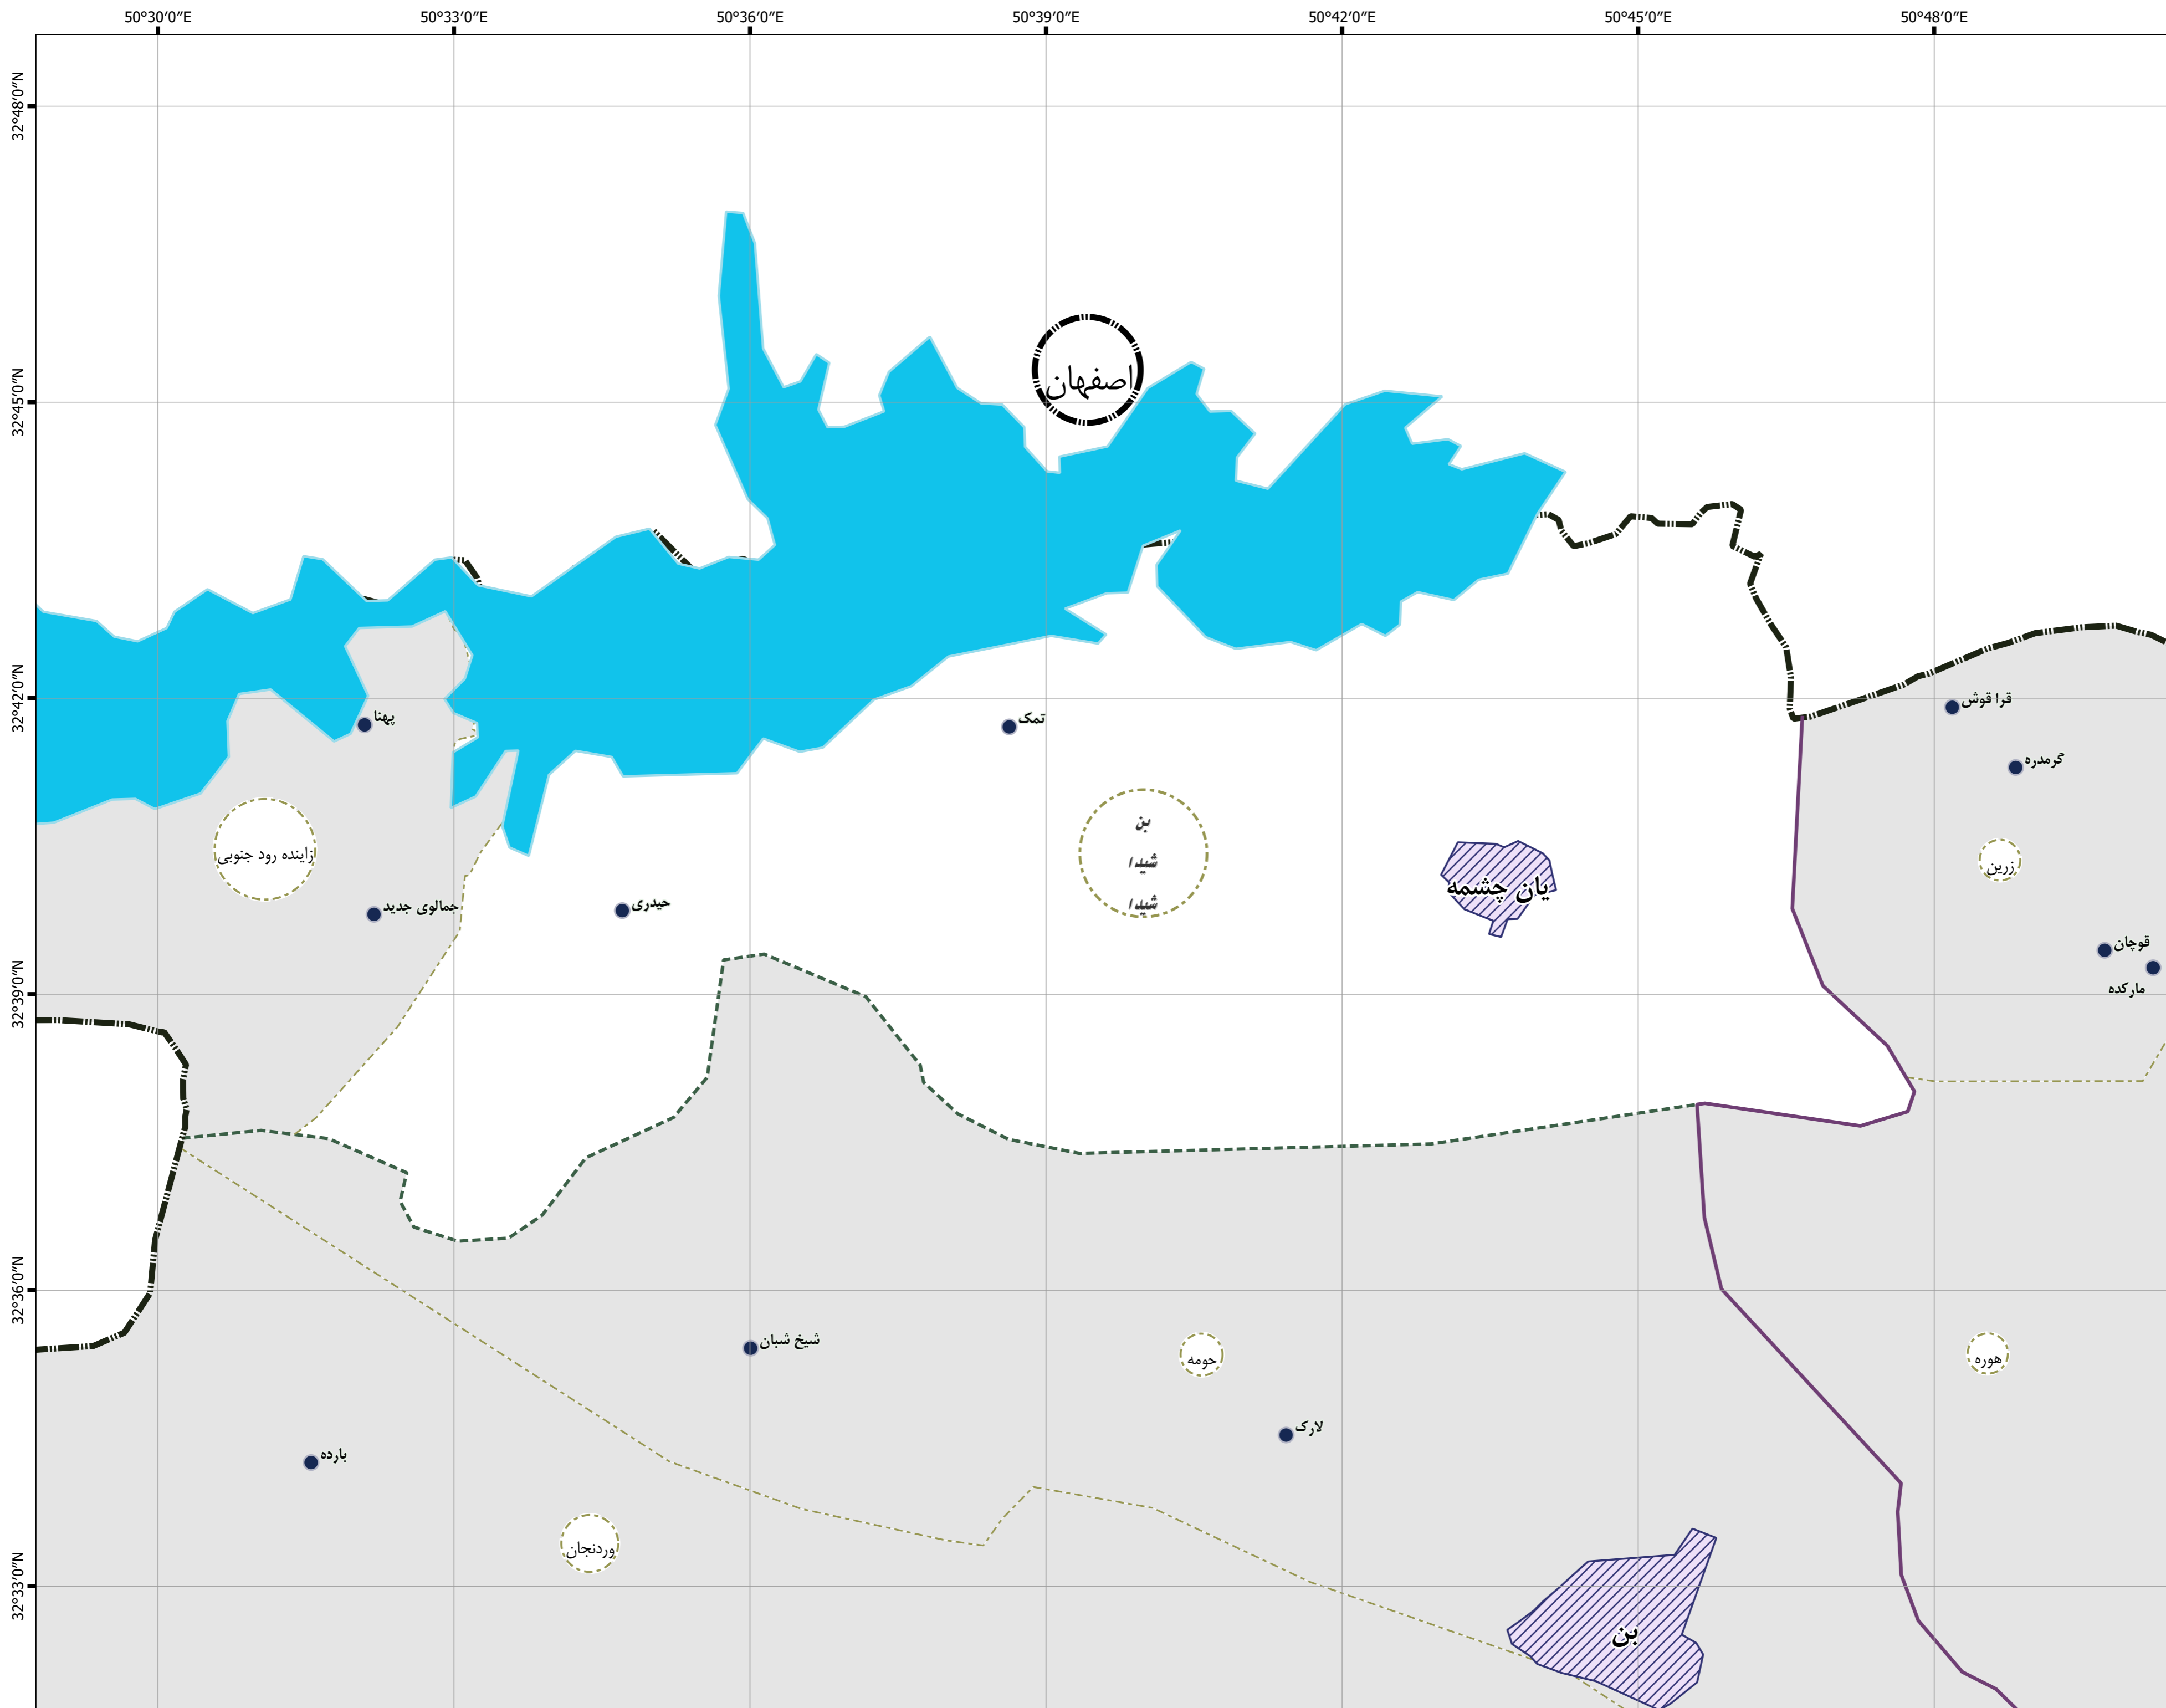 50°30'0"E 50°33'0"E 50°36'0"E 50°39'0"E 50°42'0"E 50°45'0"E 50°48'0"E
32°48'0"N
32°45'0"N
32°42'0"N
32°39'0"N
32°36'0"N
32°33'0"N
اصفهان
قرا قوش
پهنا
تمک
گرمدره
بن
شیدا
شیدا
زاینده رود جنوبی
زرین
یان چشمه
حیدری
جمالوی جدید
قوچان
مارکده
شیخ شبان
حومه
هوره
لارک
بارده
وردنجان
بن